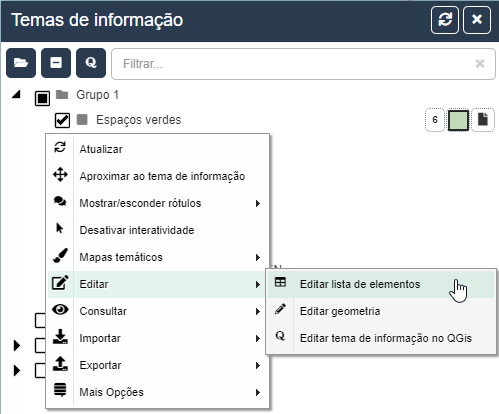 Temas de informação
Filtrar...
Grupo 1
Espaços verdes
6
Atualizar
Aproximar ao tema de informação
Mostrar/esconder rótulos
Desativar interatividade
Mapas temáticos
Editar
Editar lista de elementos
Consultar
Editar geometria
Importar
Editar tema de informação no QGis
Exportar
Mais Opções